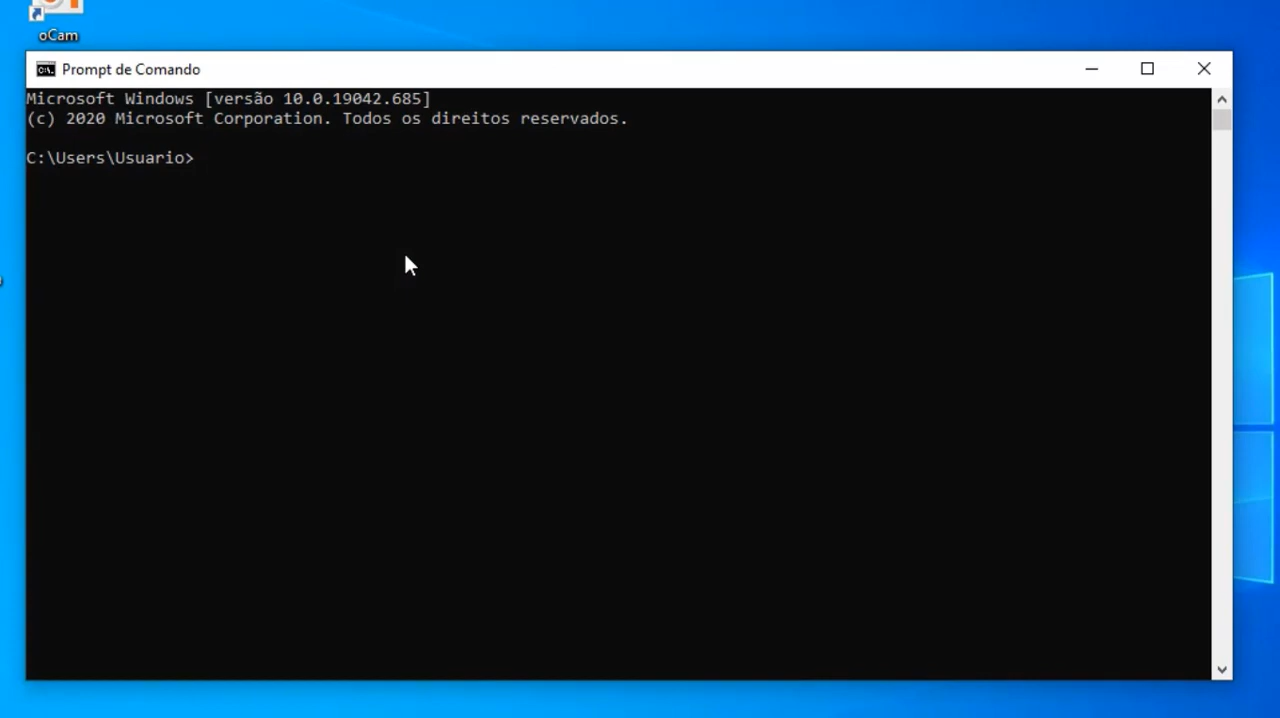 oCam
Prompt de Comando
Microsoft Windows [versão 10.0.19042.685]
(c) 2020 Microsoft Corporation. Todos os direitos reservados.
C:\Users\Usuario>